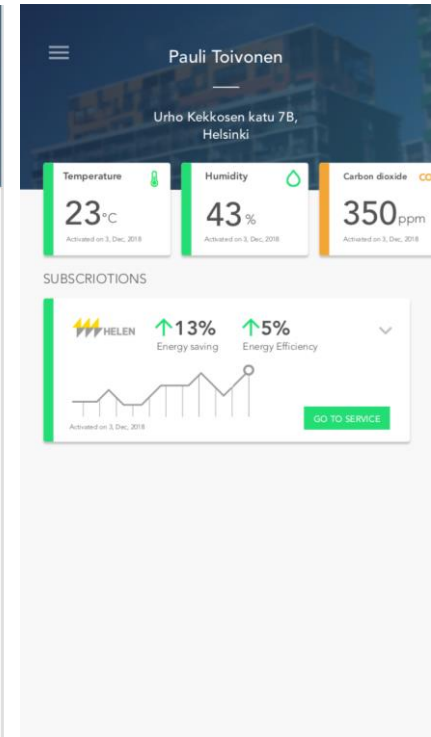 Pauli Toivonen
Urho Kekkosen katu 7B,
Helsinki
Temperature
23°C
Activated on 3, Dec, 2018
Humidity
43 %
Activated on 3, Dec, 2018
Carbon dioxide CO
350 ppm
Activated on 3, Dec, 2018
SUBSCRIOTIONS
HELEN
↑13%
Energy saving
↑5%
Energy Efficiency
Activated on 3, Dec, 2018
GO TO SERVICE